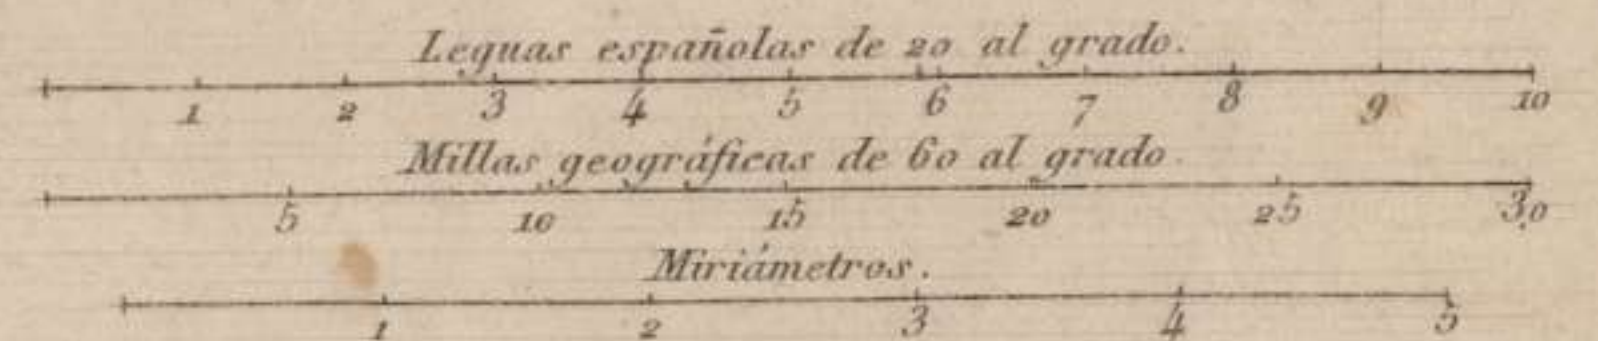 Leguas españolas de 20 al grado.
1 2 3 4 5 6 7 8 9 10
Millas geográficas de 60 al grado.
5 10 15 20 25 30
Miriámetros.
1 2 3 4 5